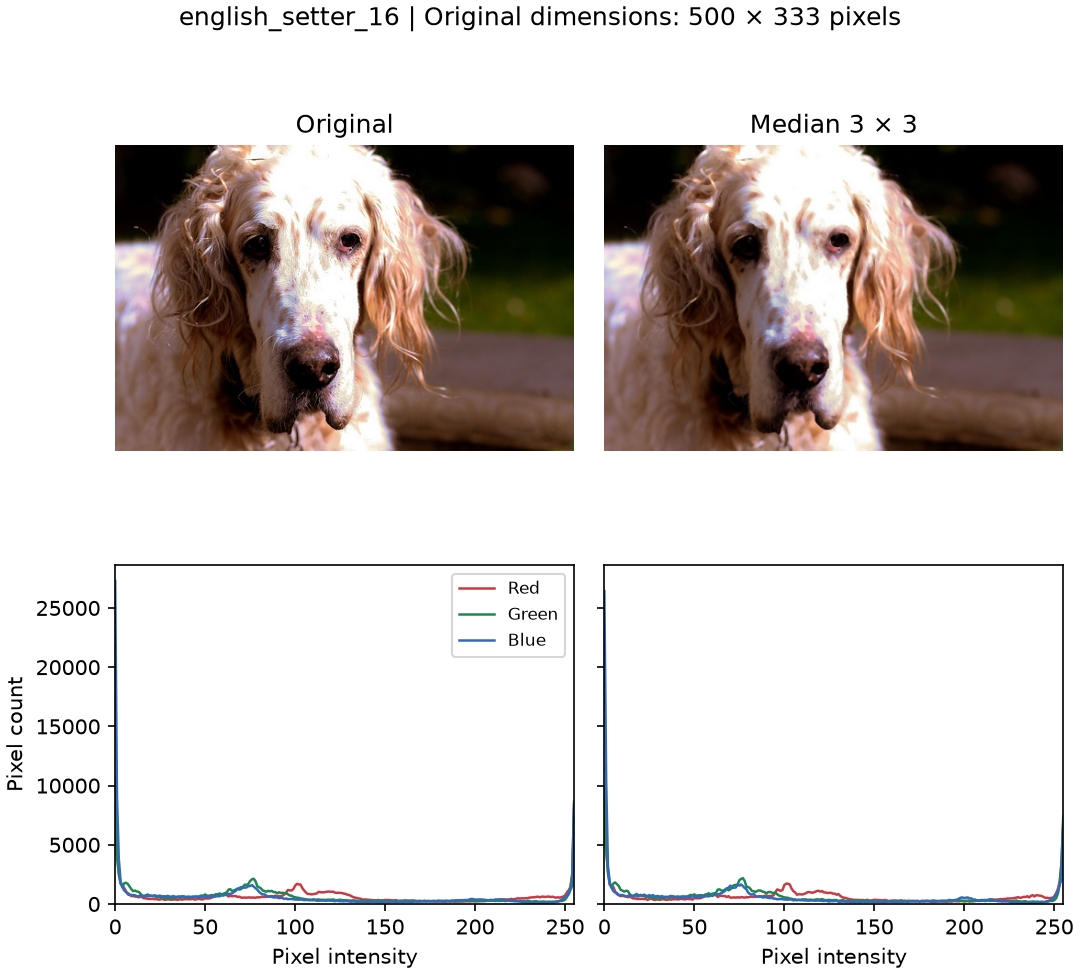 english_setter_16 | Original dimensions: 500 × 333 pixels
Original
Median 3 × 3
Red
Green
Blue
Pixel count
25000
20000
15000
10000
5000
0
0 50 100 150 200 250
0 50 100 150 200 250
Pixel intensity
Pixel intensity